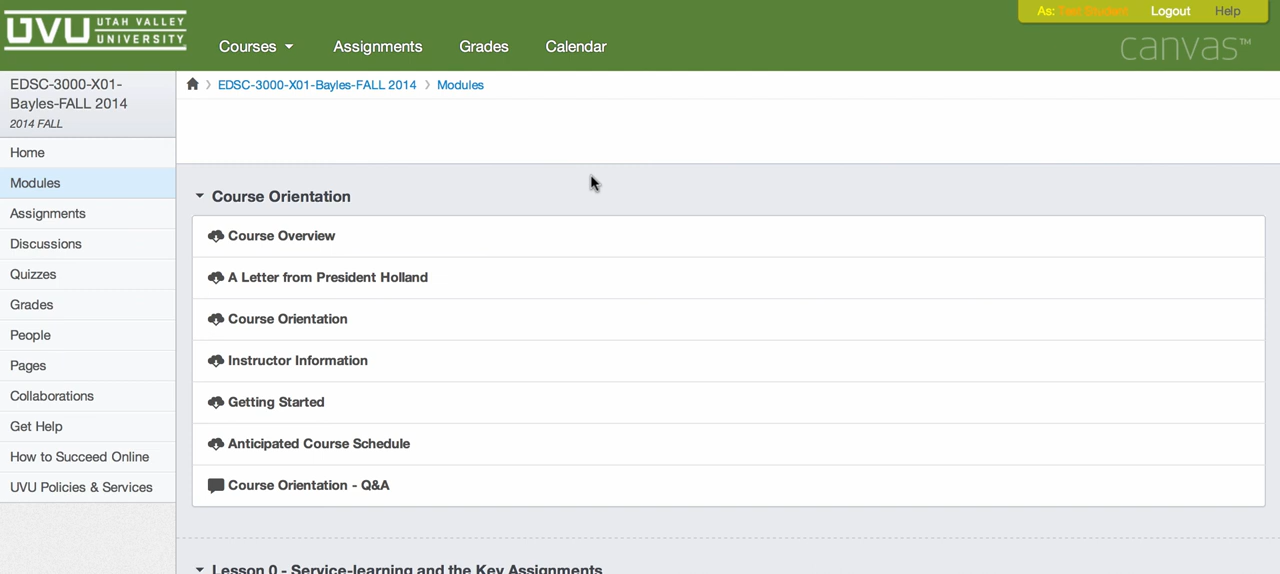 UVU UTAH VALLEY UNIVERSITY
Courses Assignments Grades Calendar
As: Test Student Logout Help
canvas™
EDSC-3000-X01-
Bayles-FALL 2014
2014 FALL
Home
Modules
Assignments
Discussions
Quizzes
Grades
People
Pages
Collaborations
Get Help
How to Succeed Online
UVU Policies & Services
EDSC-3000-X01-Bayles-FALL 2014 Modules
Course Orientation
Course Overview
A Letter from President Holland
Course Orientation
Instructor Information
Getting Started
Anticipated Course Schedule
Course Orientation - Q&A
Lesson 0 - Service-learning and the Key Assignments